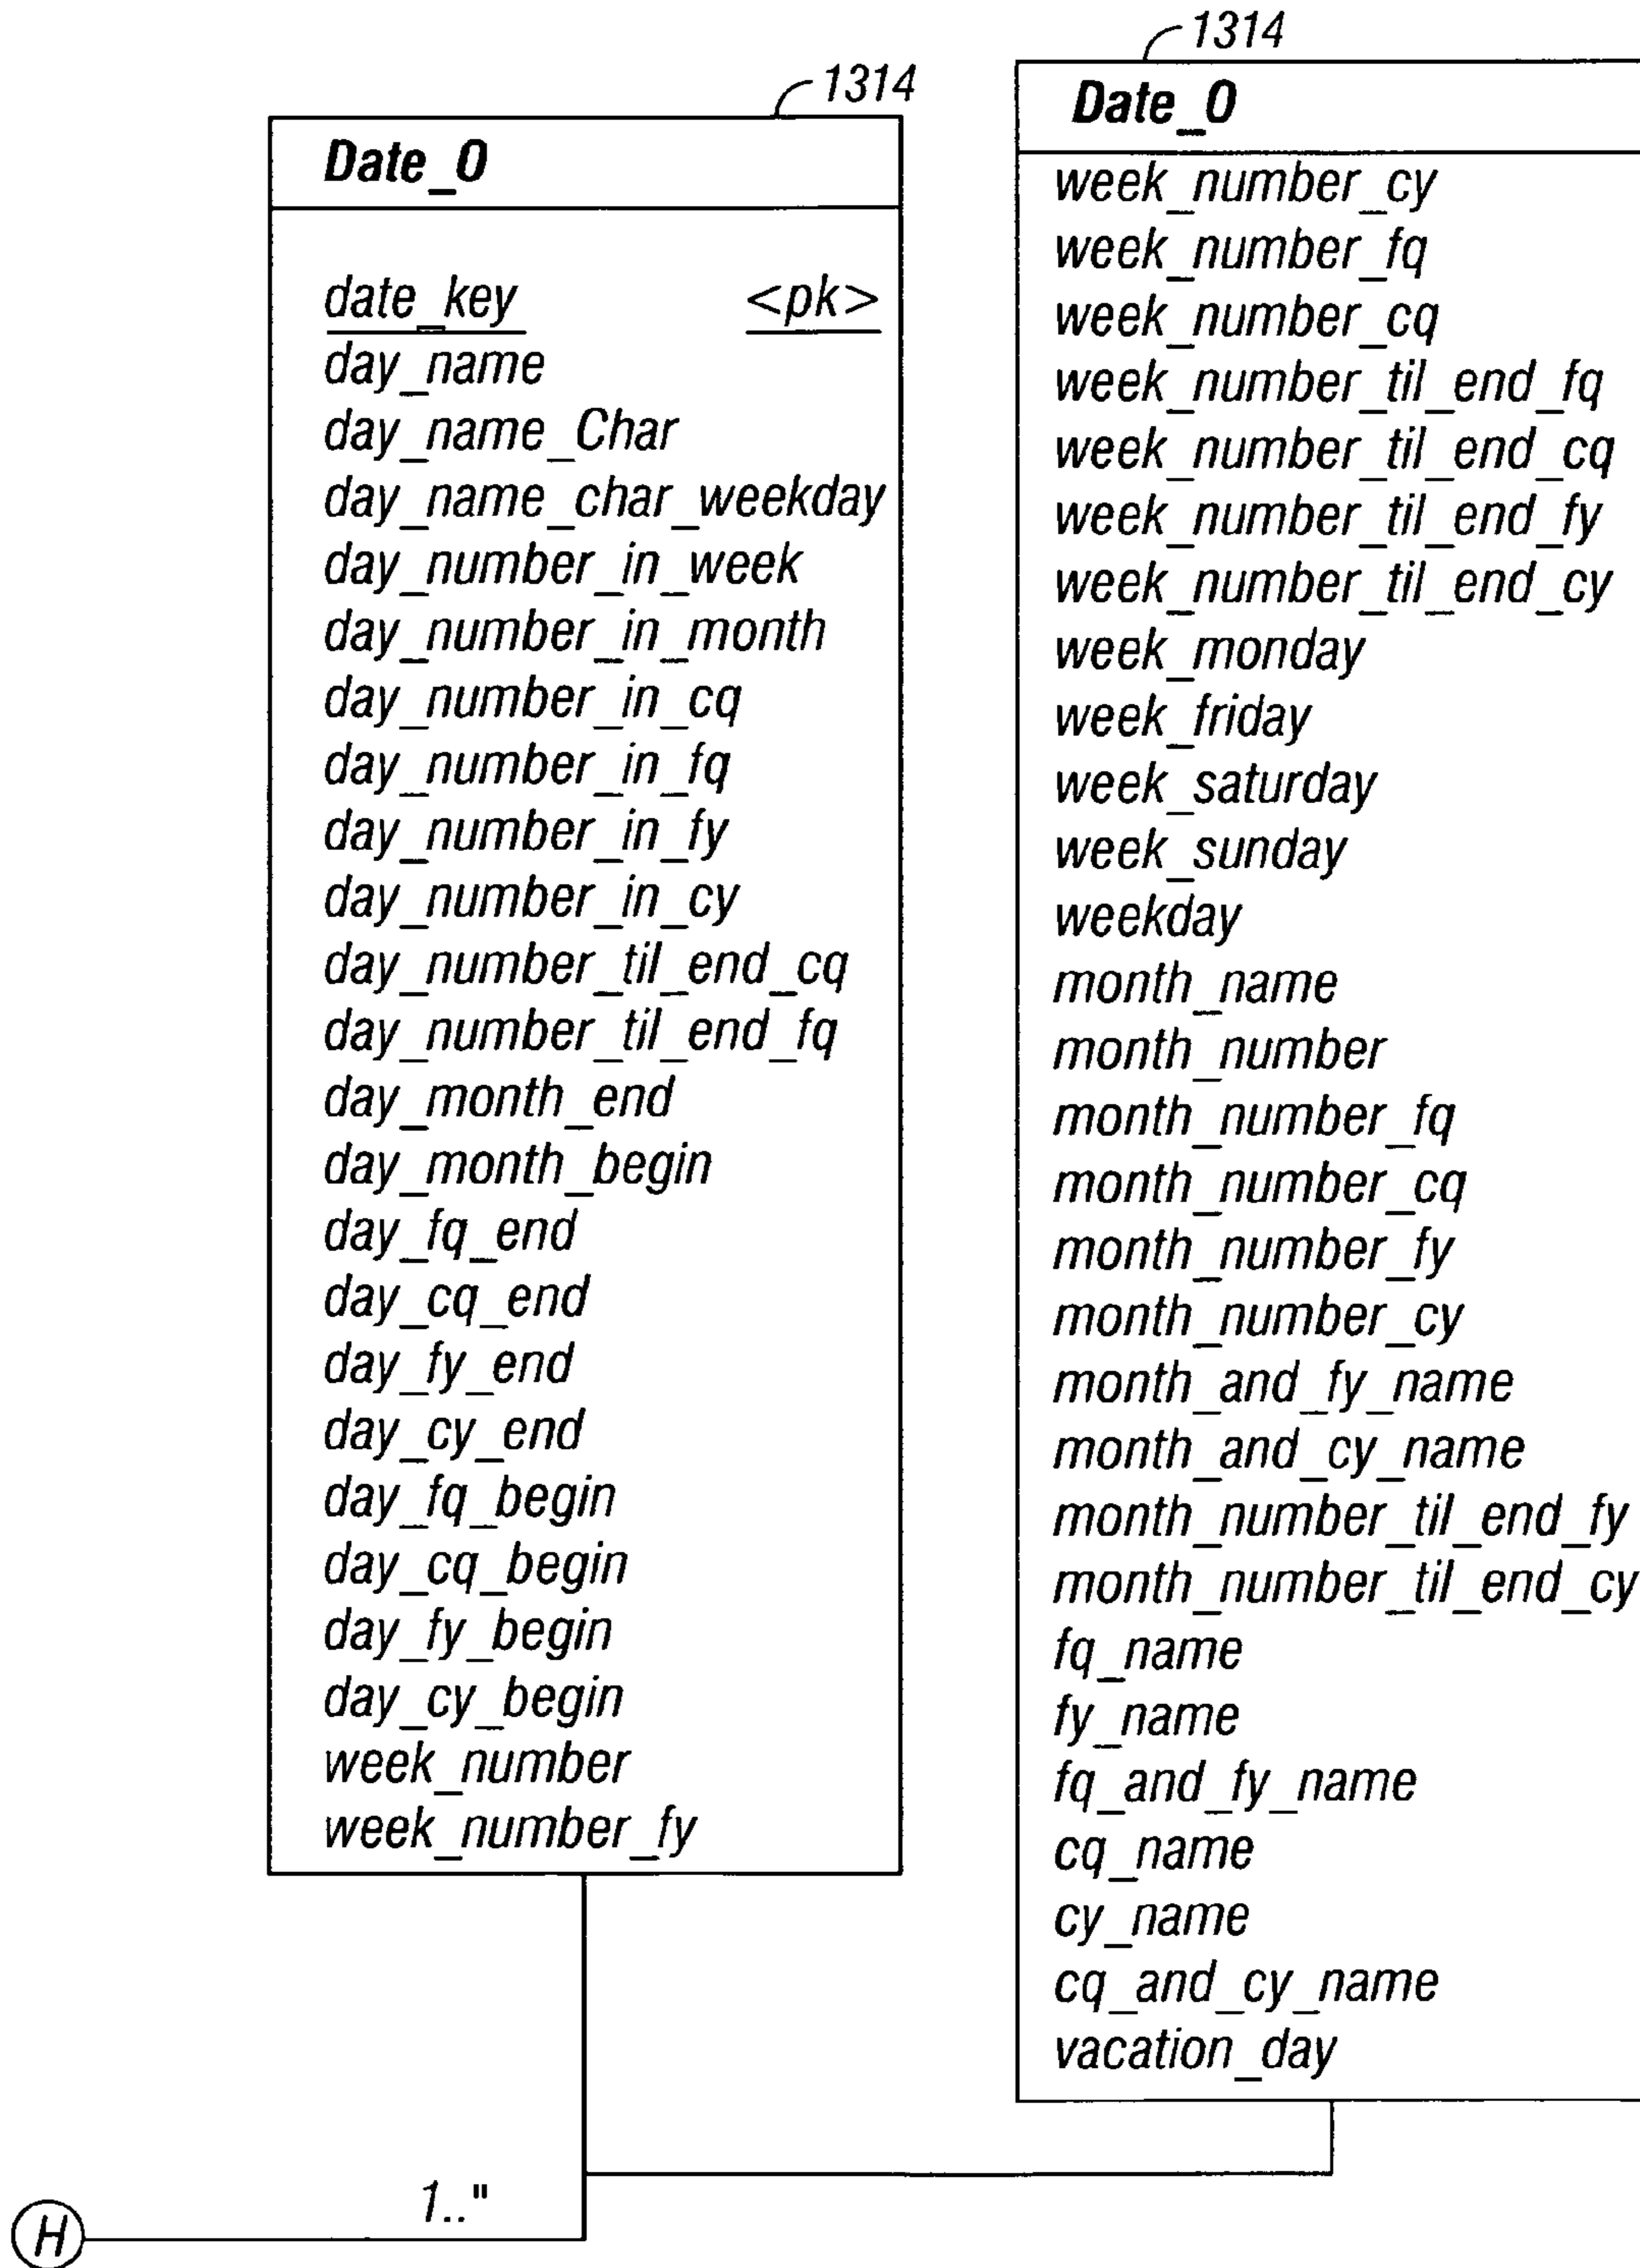 1314
Date_0
date_key <pk>
day_name
day_name_Char
day_name_char_weekday
day_number_in_week
day_number_in_month
day_number_in_cq
day_number_in_fq
day_number_in_fy
day_number_in_cy
day_number_til_end_cq
day_number_til_end_fq
day_month_end
day_month_begin
day_fq_end
day_cq_end
day_fy_end
day_cy_end
day_fq_begin
day_cq_begin
day_fy_begin
day_cy_begin
week_number
week_number_fy
1314
Date_0
week_number_cy
week_number_fq
week_number_cq
week_number_til_end_fq
week_number_til_end_cq
week_number_til_end_fy
week_number_til_end_cy
week_monday
week_friday
week_saturday
week_sunday
weekday
month_name
month_number
month_number_fq
month_number_cq
month_number_fy
month_number_cy
month_and_fy_name
month_and_cy_name
month_number_til_end_fy
month_number_til_end_cy
fq_name
fy_name
fq_and_fy_name
cq_name
cy_name
cq_and_cy_name
vacation_day
1.."
H